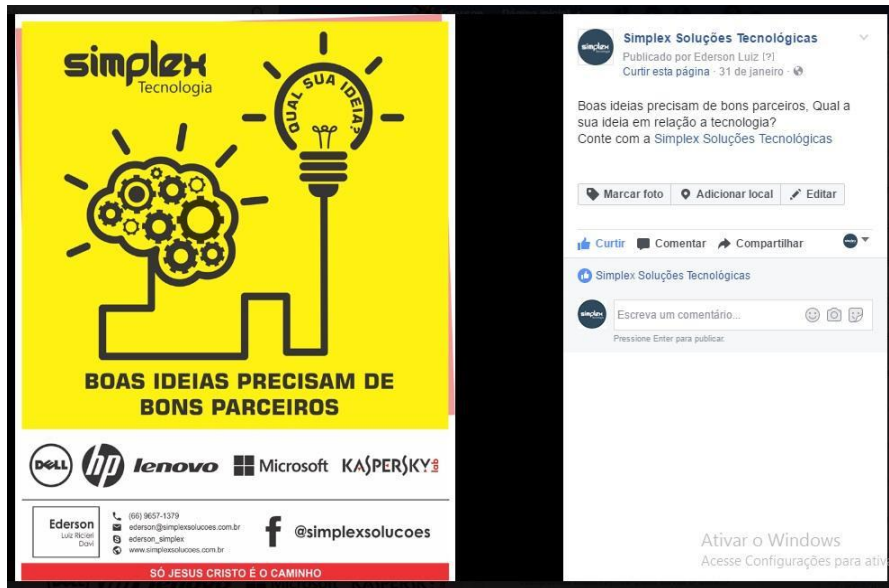 simplex
Tecnologia
QUAL SUA IDEIA?
BOAS IDEIAS PRECISAM DE
BONS PARCEIROS
DELL hp lenovo Microsoft KASPERSKY lab
Ederson
Luiz Ricieri
Davi
(66) 9657-1379
ederson@simplexsolucoes.com.br
ederson_simplex
www.simplexsolucoes.com.br
f @simplexsolucoes
SÓ JESUS CRISTO É O CAMINHO
simplex
Simplex Soluções Tecnológicas
Publicado por Ederson Luiz [?]
Curtir esta página · 31 de janeiro ·
Boas ideias precisam de bons parceiros, Qual a
sua ideia em relação a tecnologia?
Conte com a Simplex Soluções Tecnológicas
Marcar foto Adicionar local Editar
Curtir Comentar Compartilhar
Simplex Soluções Tecnológicas
simplex
Escreva um comentário...
Pressione Enter para publicar.
Ativar o Windows
Acesse Configurações para